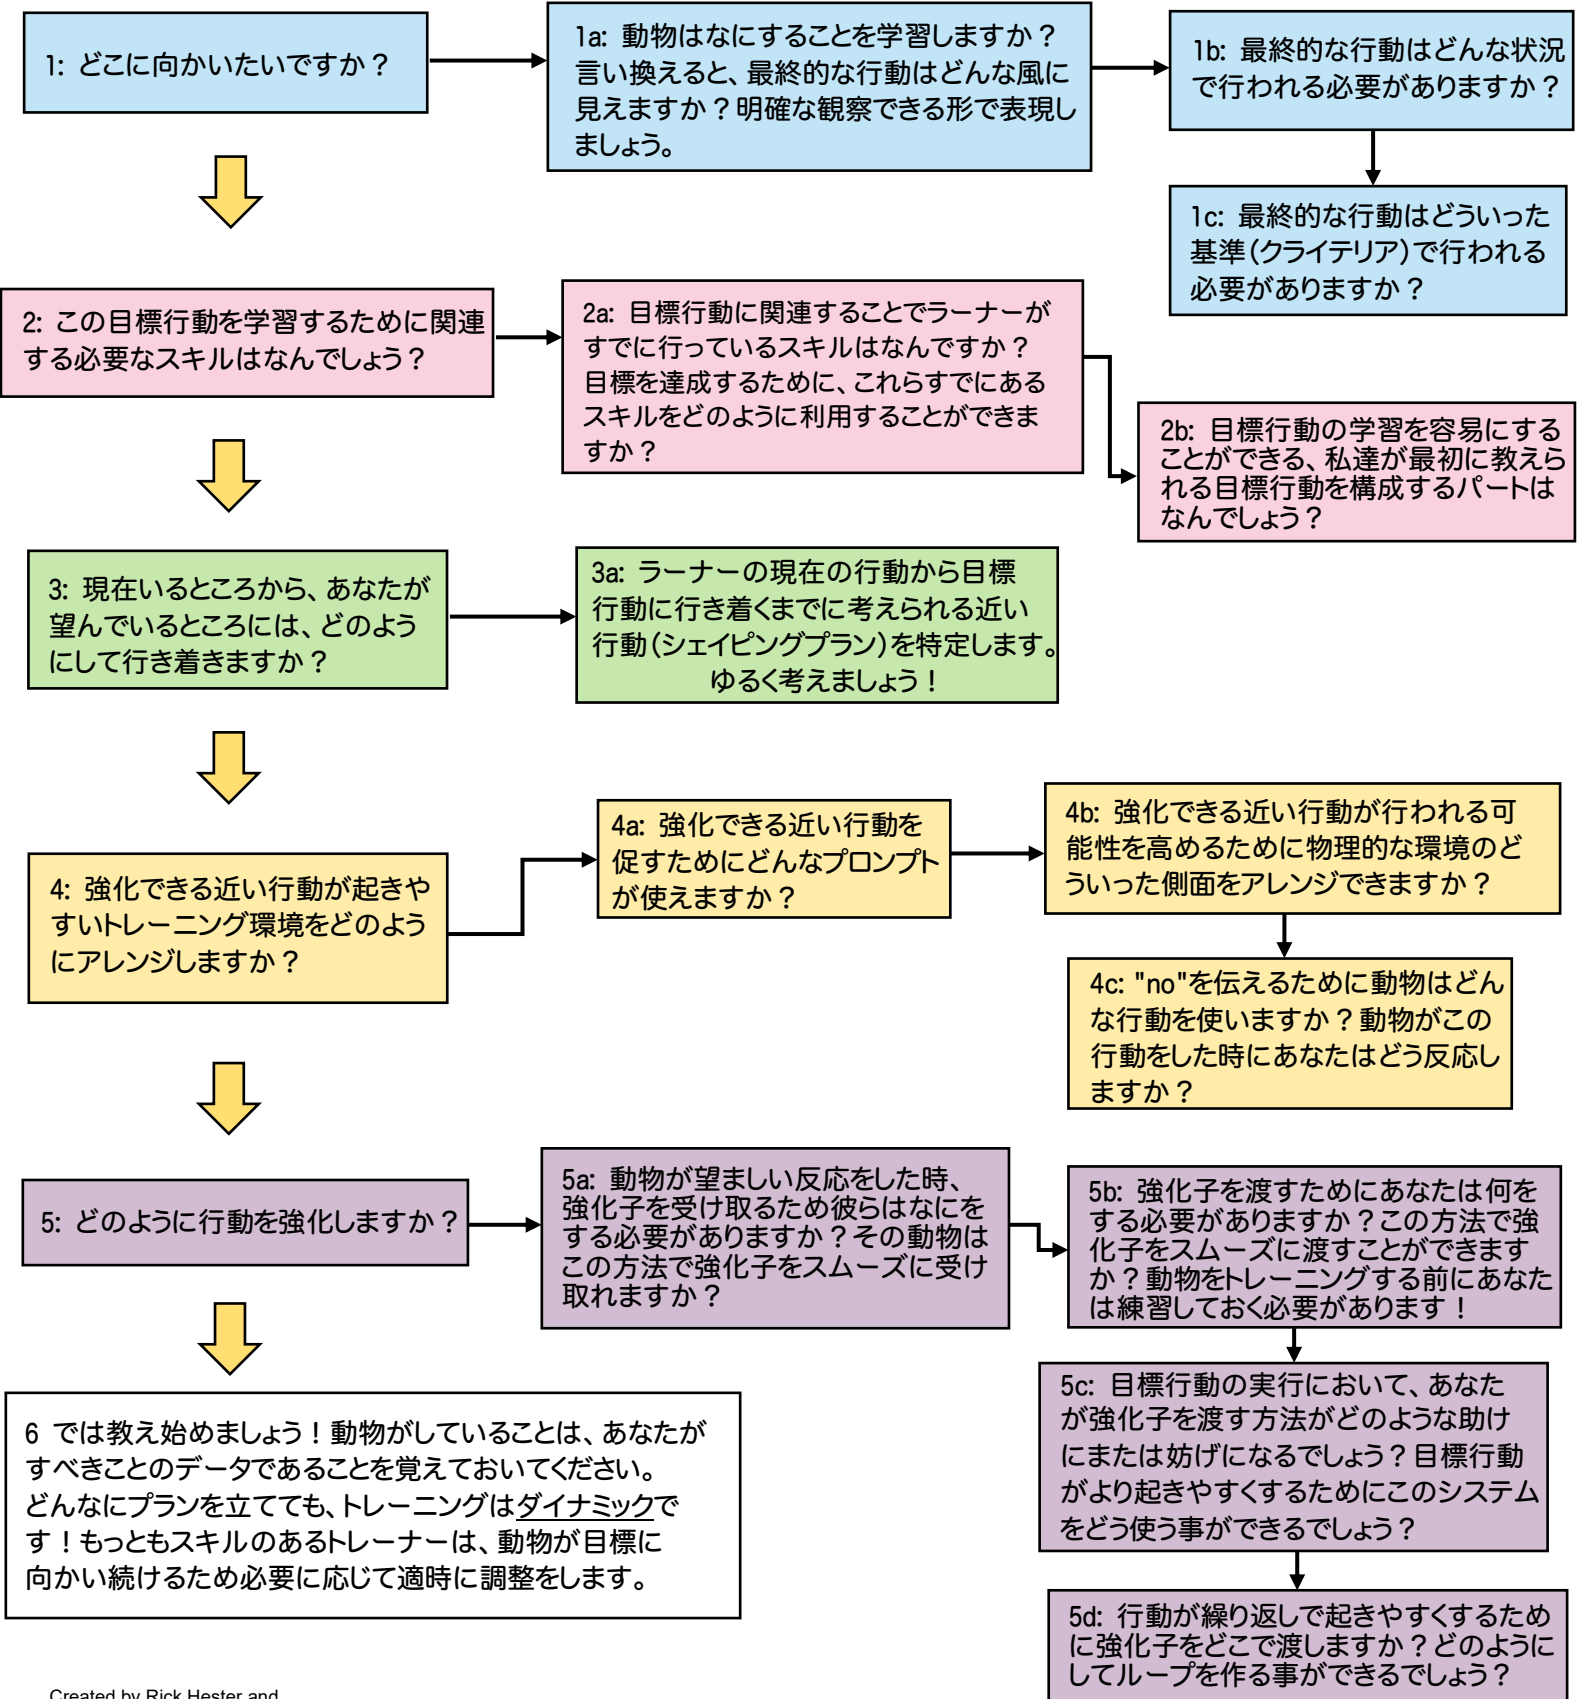 1: どこに向かいたいですか？
1a: 動物はなにすることを学習しますか？
言い換えると、最終的な行動はどんな風に
見えますか？明確な観察できる形で表現し
ましょう。
1b: 最終的な行動はどんな状況
で行われる必要がありますか？
1c: 最終的な行動はどういった
基準（クライテリア）で行われる
必要がありますか？
2: この目標行動を学習するために関連
する必要なスキルはなんでしょう？
2a: 目標行動に関連することでラーナーが
すでに行っているスキルはなんですか？
目標を達成するために、これらすでにある
スキルをどのように利用することができま
すか？
2b: 目標行動の学習を容易にする
ことができる、私達が最初に教えら
れる目標行動を構成するパートは
なんでしょう？
3: 現在いるところから、あなたが
望んでいるところには、どのよう
にして行き着きますか？
3a: ラーナーの現在の行動から目標
行動に行き着くまでに考えられる近い
行動（シェイピングプラン）を特定します。
ゆるく考えましょう！
4: 強化できる近い行動が起きや
すいトレーニング環境をどのよう
にアレンジしますか？
4a: 強化できる近い行動を
促すためにどんなプロンプト
が使えますか？
4b: 強化できる近い行動が行われる可
能性を高めるために物理的な環境のど
ういった側面をアレンジできますか？
4c: "no"を伝えるために動物はどん
な行動を使いますか？動物がこの
行動をした時にあなたはどう反応し
ますか？
5: どのように行動を強化しますか？
5a: 動物が望ましい反応をした時、
強化子を受け取るため彼らはなにを
する必要がありますか？その動物は
この方法で強化子をスムーズに受け
取れますか？
5b: 強化子を渡すためにあなたは何を
する必要がありますか？この方法で強
化子をスムーズに渡すことができます
か？動物をトレーニングする前にあなた
は練習しておく必要があります！
5c: 目標行動の実行において、あなた
が強化子を渡す方法がどのような助け
にまたは妨げになるでしょう？目標行動
がより起きやすくするためにこのシステム
をどう使う事ができるでしょう？
5d: 行動が繰り返しで起きやすくするため
に強化子をどこで渡しますか？どのように
してループを作る事ができるでしょう？
6 では教え始めましょう！動物がしていることは、あなたが
すべきことのデータであることを覚えておいてください。
どんなにプランを立てても、トレーニングはダイナミックで
す！もっともスキルのあるトレーナーは、動物が目標に
向かい続けるため必要に応じて適時に調整をします。
Created by Rick Hester and